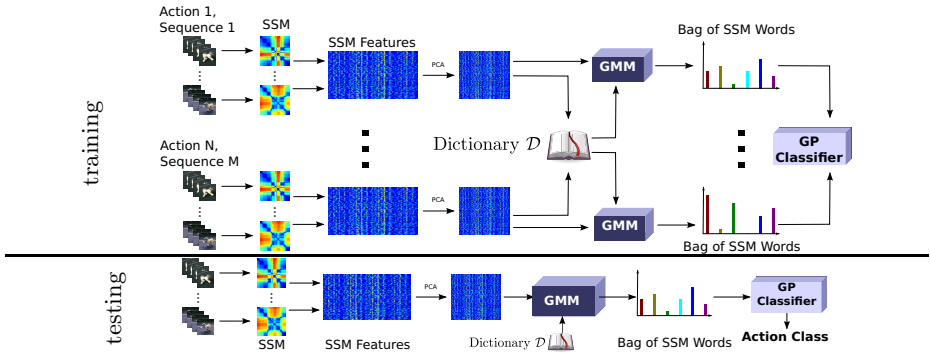 Action 1,
Sequence 1
SSM
SSM Features
PCA
GMM
Bag of SSM Words
training
Dictionary 𝒟
GP
Classifier
Action N,
Sequence M
PCA
GMM
Bag of SSM Words
testing
SSM
SSM Features
PCA
GMM
Dictionary 𝒟
Bag of SSM Words
GP
Classifier
Action Class